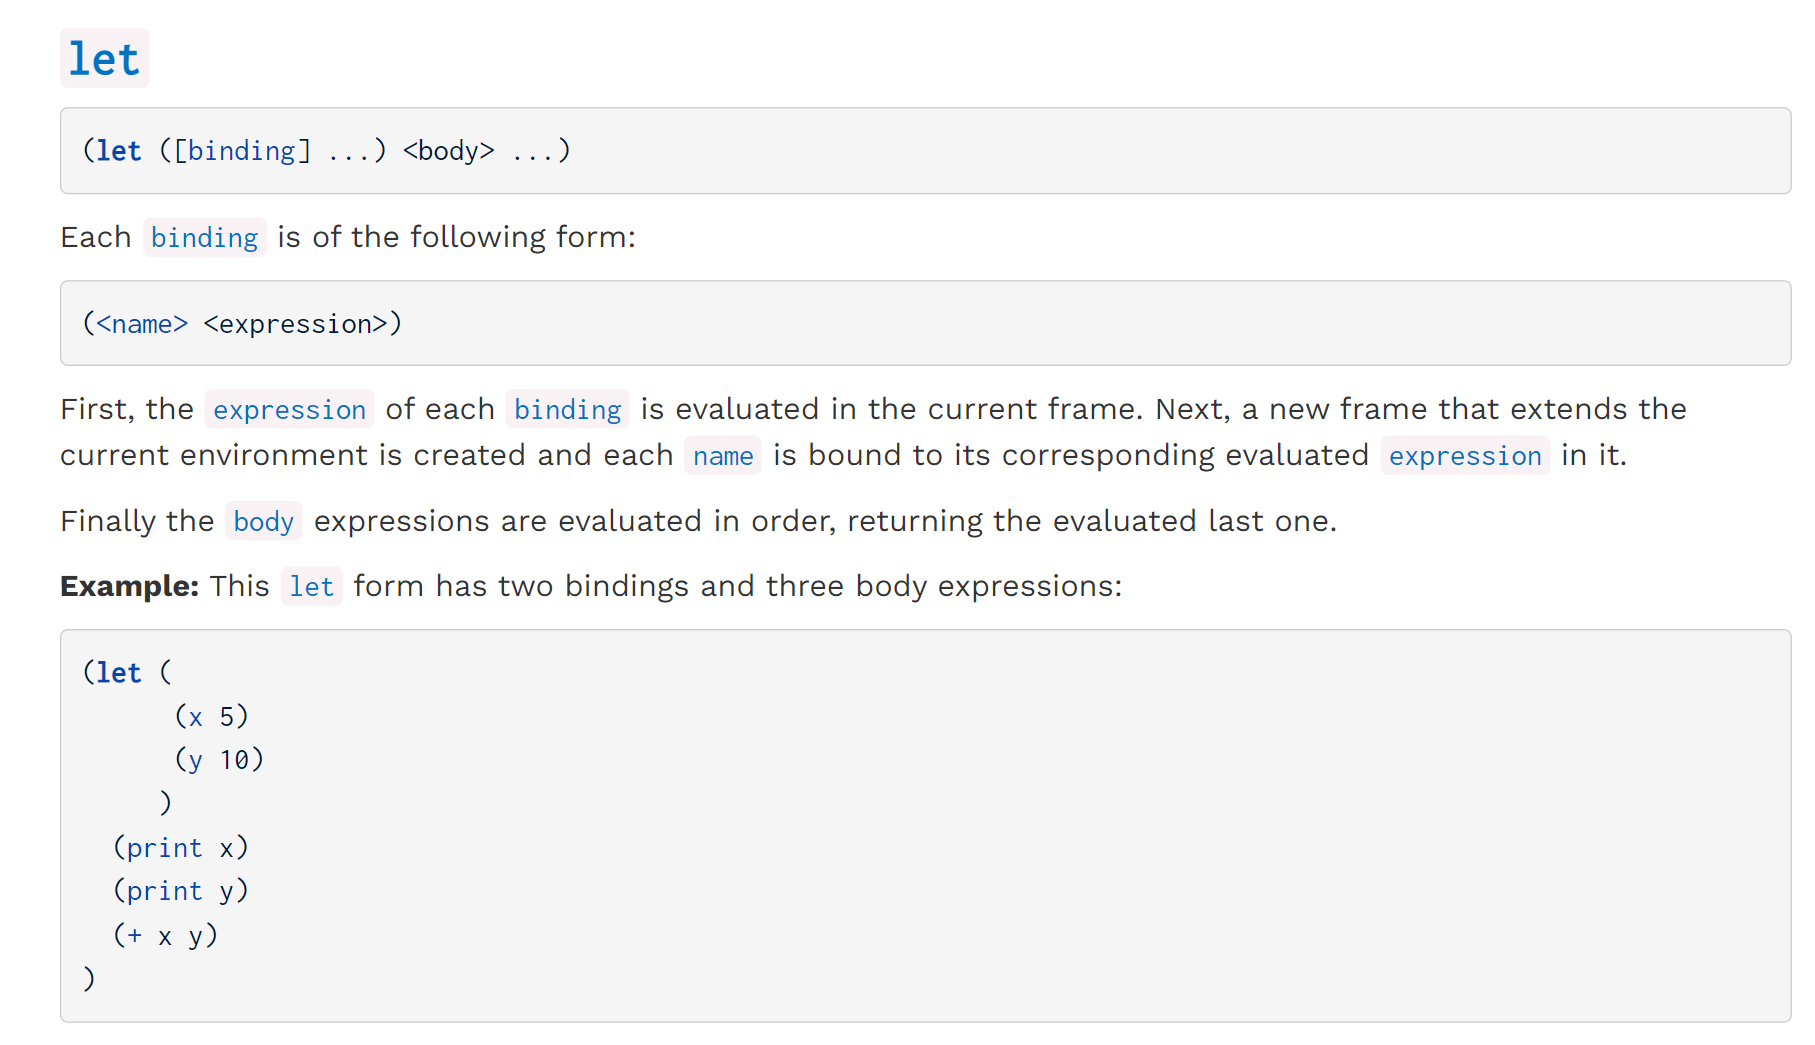 let
(let ([binding] ...) <body> ...)
Each binding is of the following form:
(<name> <expression>)
First, the expression of each binding is evaluated in the current frame. Next, a new frame that extends the
current environment is created and each name is bound to its corresponding evaluated expression in it.
Finally the body expressions are evaluated in order, returning the evaluated last one.
Example: This let form has two bindings and three body expressions:
(let (
      (x 5)
      (y 10)
     )
  (print x)
  (print y)
  (+ x y)
)